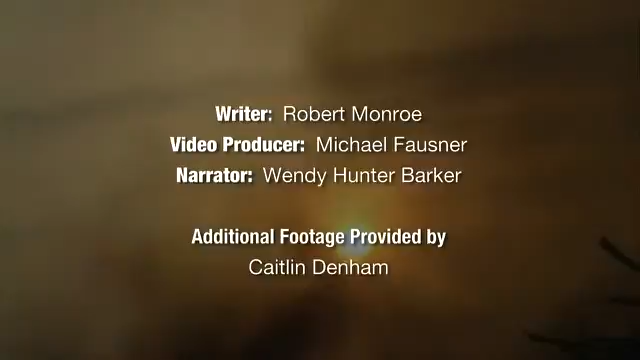 Writer: Robert Monroe
Video Producer: Michael Fausner
Narrator: Wendy Hunter Barker
Additional Footage Provided by
Caitlin Denham